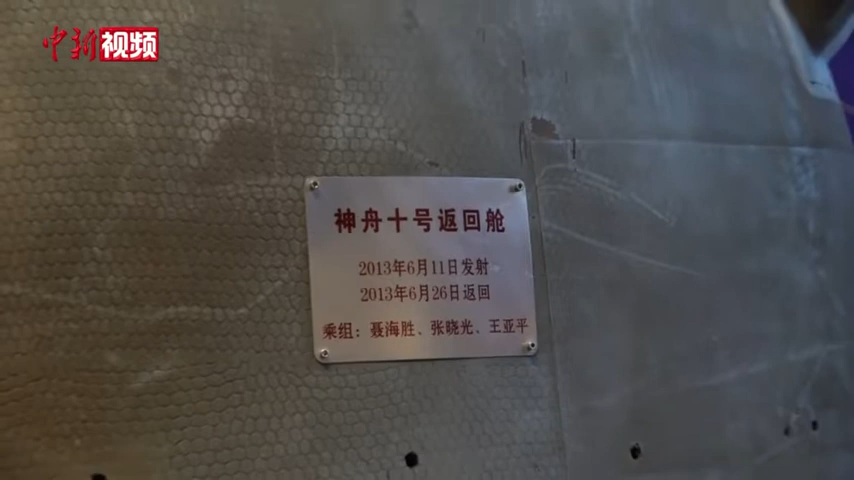 中新视频
神舟十号返回舱
2013年6月11日发射
2013年6月26日返回
乘组：聂海胜、张晓光、王亚平